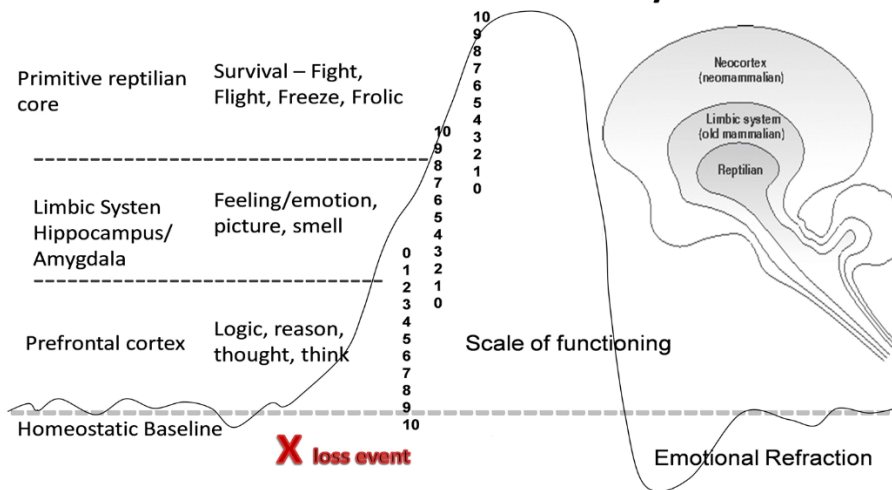 Primitive reptilian
core
Survival – Fight,
Flight, Freeze, Frolic
Limbic Systen
Hippocampus/
Amygdala
Feeling/emotion,
picture, smell
Prefrontal cortex
Logic, reason,
thought, think
Homeostatic Baseline
X loss event
0
1
2
3
4
5
6
7
8
9
10
10
9
8
7
6
5
4
3
2
1
0
10
9
8
7
6
5
4
3
2
1
0
Scale of functioning
Emotional Refraction
Neocortex
(neomammalian)
Limbic system
(old mammalian)
Reptilian